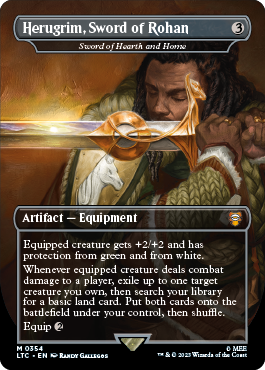 Herugrim, Sword of Rohan 3
Sword of Hearth and Home
Artifact — Equipment
Equipped creature gets +2/+2 and has
protection from green and from white.
Whenever equipped creature deals combat
damage to a player, exile up to one target
creature you own, then search your library
for a basic land card. Put both cards onto the
battlefield under your control, then shuffle.
Equip 2
M 0354
LTC • EN RANDY GALLEGOS
© MEE
™ & © 2023 Wizards of the Coast